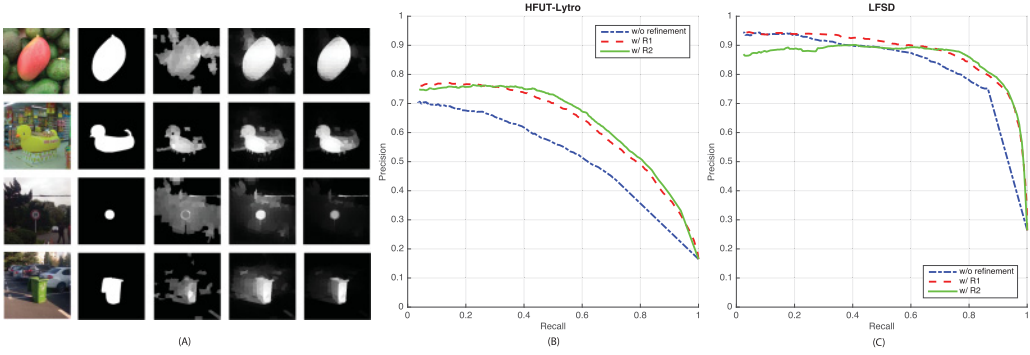 HFUT-Lytro
LFSD
1
0.9
0.8
0.7
0.6
0.5
0.4
0.3
0.2
0.1
0
Precision
0 0.2 0.4 0.6 0.8 1
Recall
w/o refinement
w/ R1
w/ R2
1
0.9
0.8
0.7
0.6
0.5
0.4
0.3
0.2
0.1
0
Precision
0 0.2 0.4 0.6 0.8 1
Recall
w/o refinement
w/ R1
w/ R2
(A)
(B)
(C)